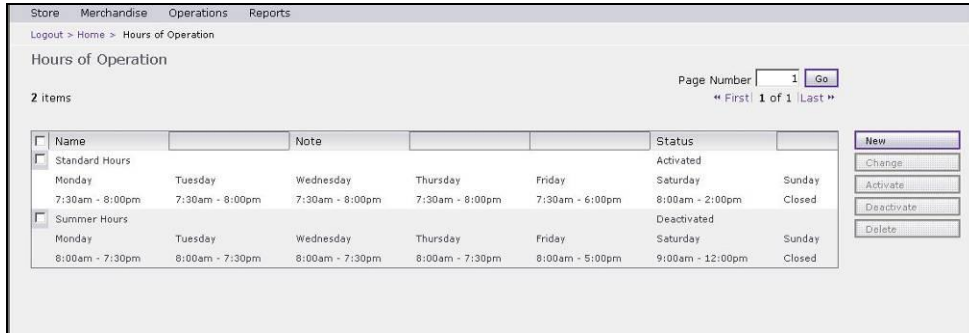 Store Merchandise Operations Reports
Logout > Home > Hours of Operation
Hours of Operation
Page Number 1 Go
2 items
« First| 1 of 1 |Last »
Name Note Status
New
Standard Hours Activated
Change
Monday Tuesday Wednesday Thursday Friday Saturday Sunday
Activate
7:30am - 8:00pm 7:30am - 8:00pm 7:30am - 8:00pm 7:30am - 8:00pm 7:30am - 6:00pm 8:00am - 2:00pm Closed
Deactivate
Summer Hours Deactivated
Delete
Monday Tuesday Wednesday Thursday Friday Saturday Sunday
8:00am - 7:30pm 8:00am - 7:30pm 8:00am - 7:30pm 8:00am - 7:30pm 8:00am - 5:00pm 9:00am - 12:00pm Closed